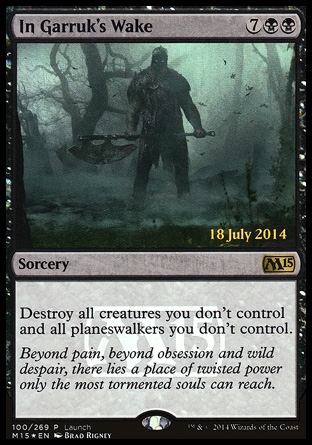 In Garruk's Wake 7
18 July 2014
Sorcery M15
Destroy all creatures you don't control
and all planeswalkers you don't control.
Beyond pain, beyond obsession and wild
despair, there lies a place of twisted power
only the most tormented souls can reach.
100/269 P Launch
M15 ★ EN Brad Rigney
™ & © 2014 Wizards of the Coast